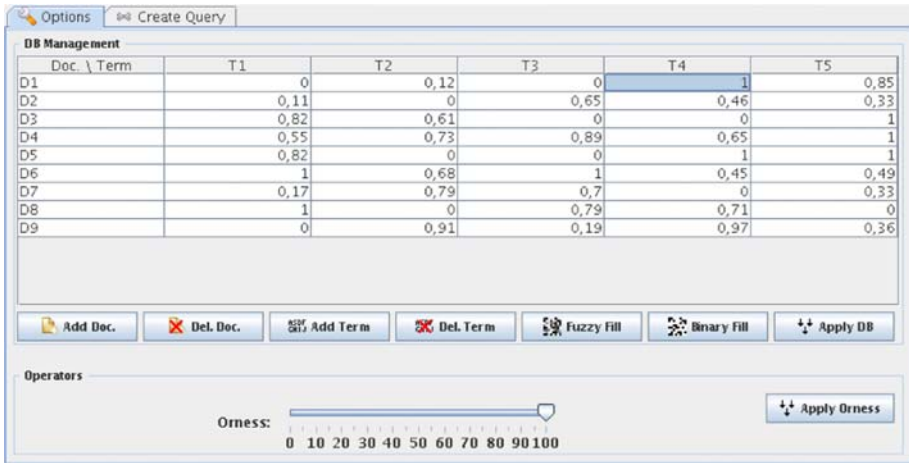 Options Create Query
DB Management
Doc. \ Term T1 T2 T3 T4 T5
D1 0 0,12 0 1 0,85
D2 0,11 0 0,65 0,46 0,33
D3 0,82 0,61 0 0 1
D4 0,55 0,73 0,89 0,65 1
D5 0,82 0 0 1 1
D6 1 0,68 1 0,45 0,49
D7 0,17 0,79 0,7 0 0,33
D8 1 0 0,79 0,71 0
D9 0 0,91 0,19 0,97 0,36
Add Doc. Del. Doc. Add Term Del. Term Fuzzy Fill Binary Fill Apply DB
Operators
Orness: Apply Orness
0 10 20 30 40 50 60 70 80 90 100